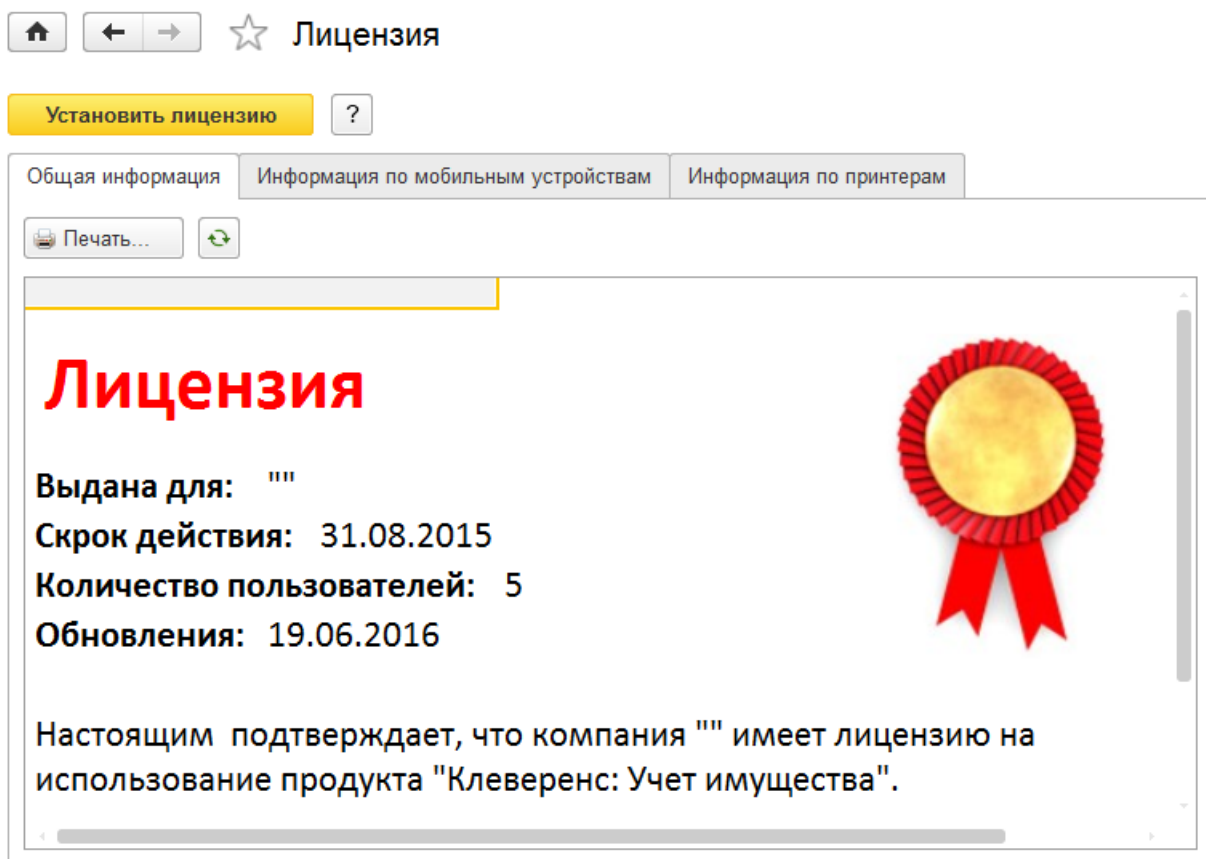 Лицензия
Установить лицензию ?
Общая информация Информация по мобильным устройствам Информация по принтерам
Печать...
Лицензия
Выдана для: ""
Скрок действия: 31.08.2015
Количество пользователей: 5
Обновления: 19.06.2016
Настоящим подтверждает, что компания "" имеет лицензию на
использование продукта "Клеверенс: Учет имущества".